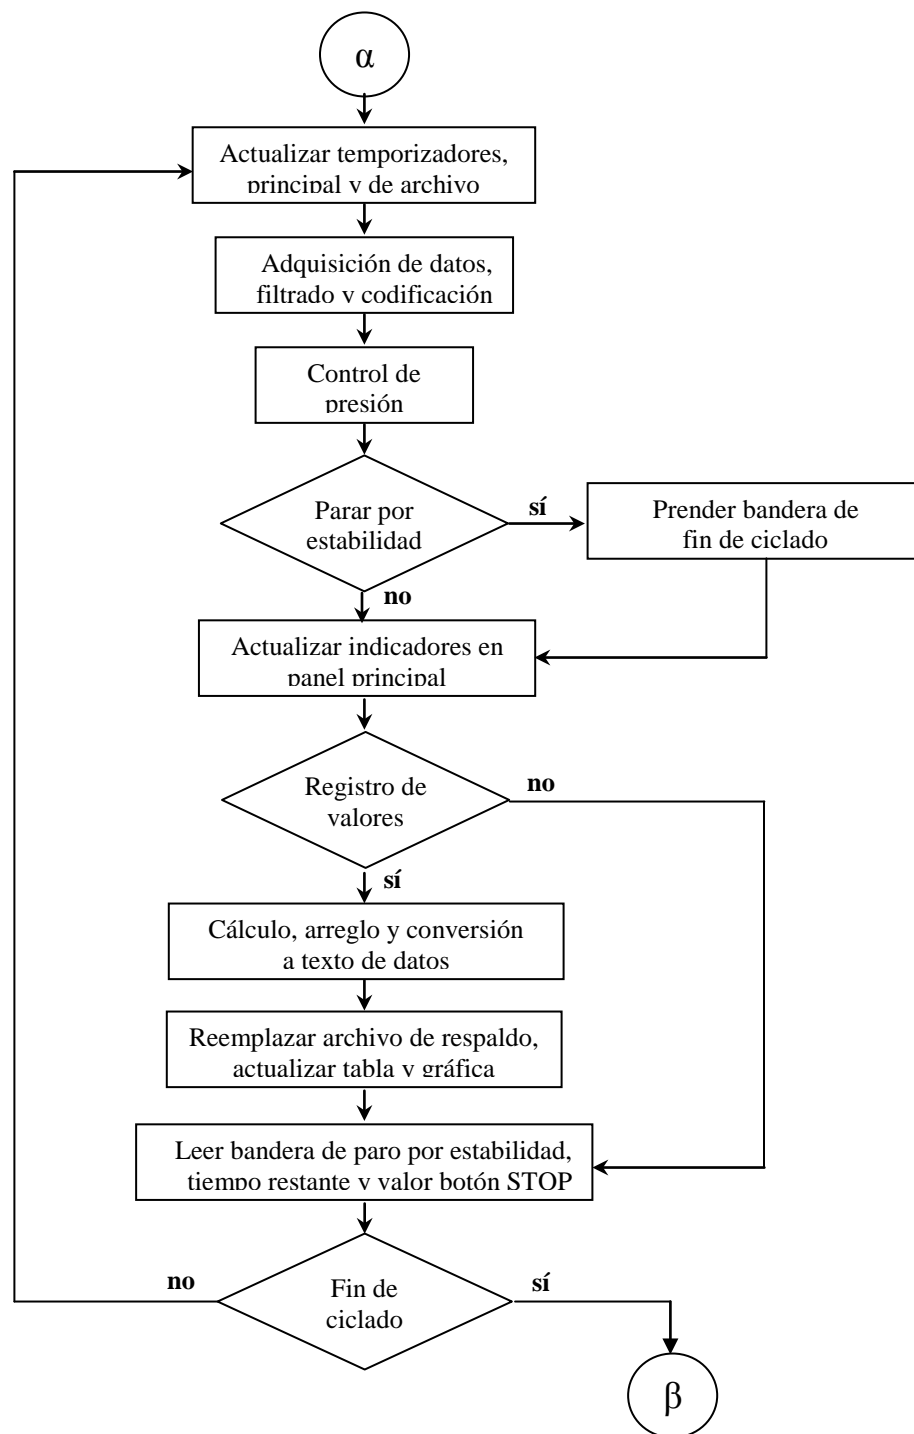 α
Actualizar temporizadores,
principal y de archivo
Adquisición de datos,
filtrado y codificación
Control de
presión
Parar por
estabilidad
sí
Prender bandera de
fin de ciclado
no
Actualizar indicadores en
panel principal
Registro de
valores
no
sí
Cálculo, arreglo y conversión
a texto de datos
Reemplazar archivo de respaldo,
actualizar tabla y gráfica
Leer bandera de paro por estabilidad,
tiempo restante y valor botón STOP
no
Fin de
ciclado
sí
β